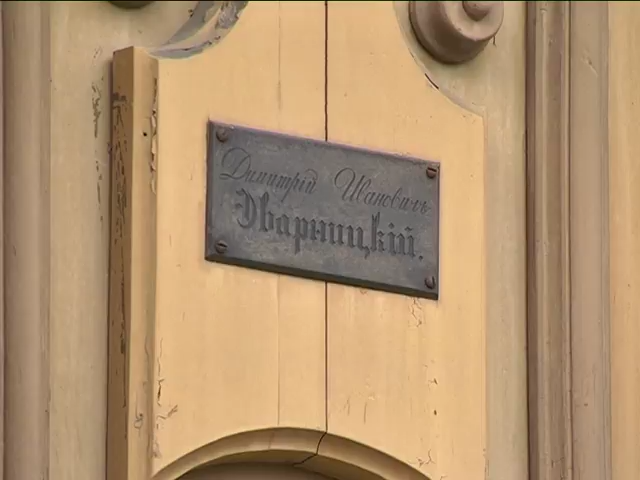 Димитрій Ивановичъ
Эварницкій.